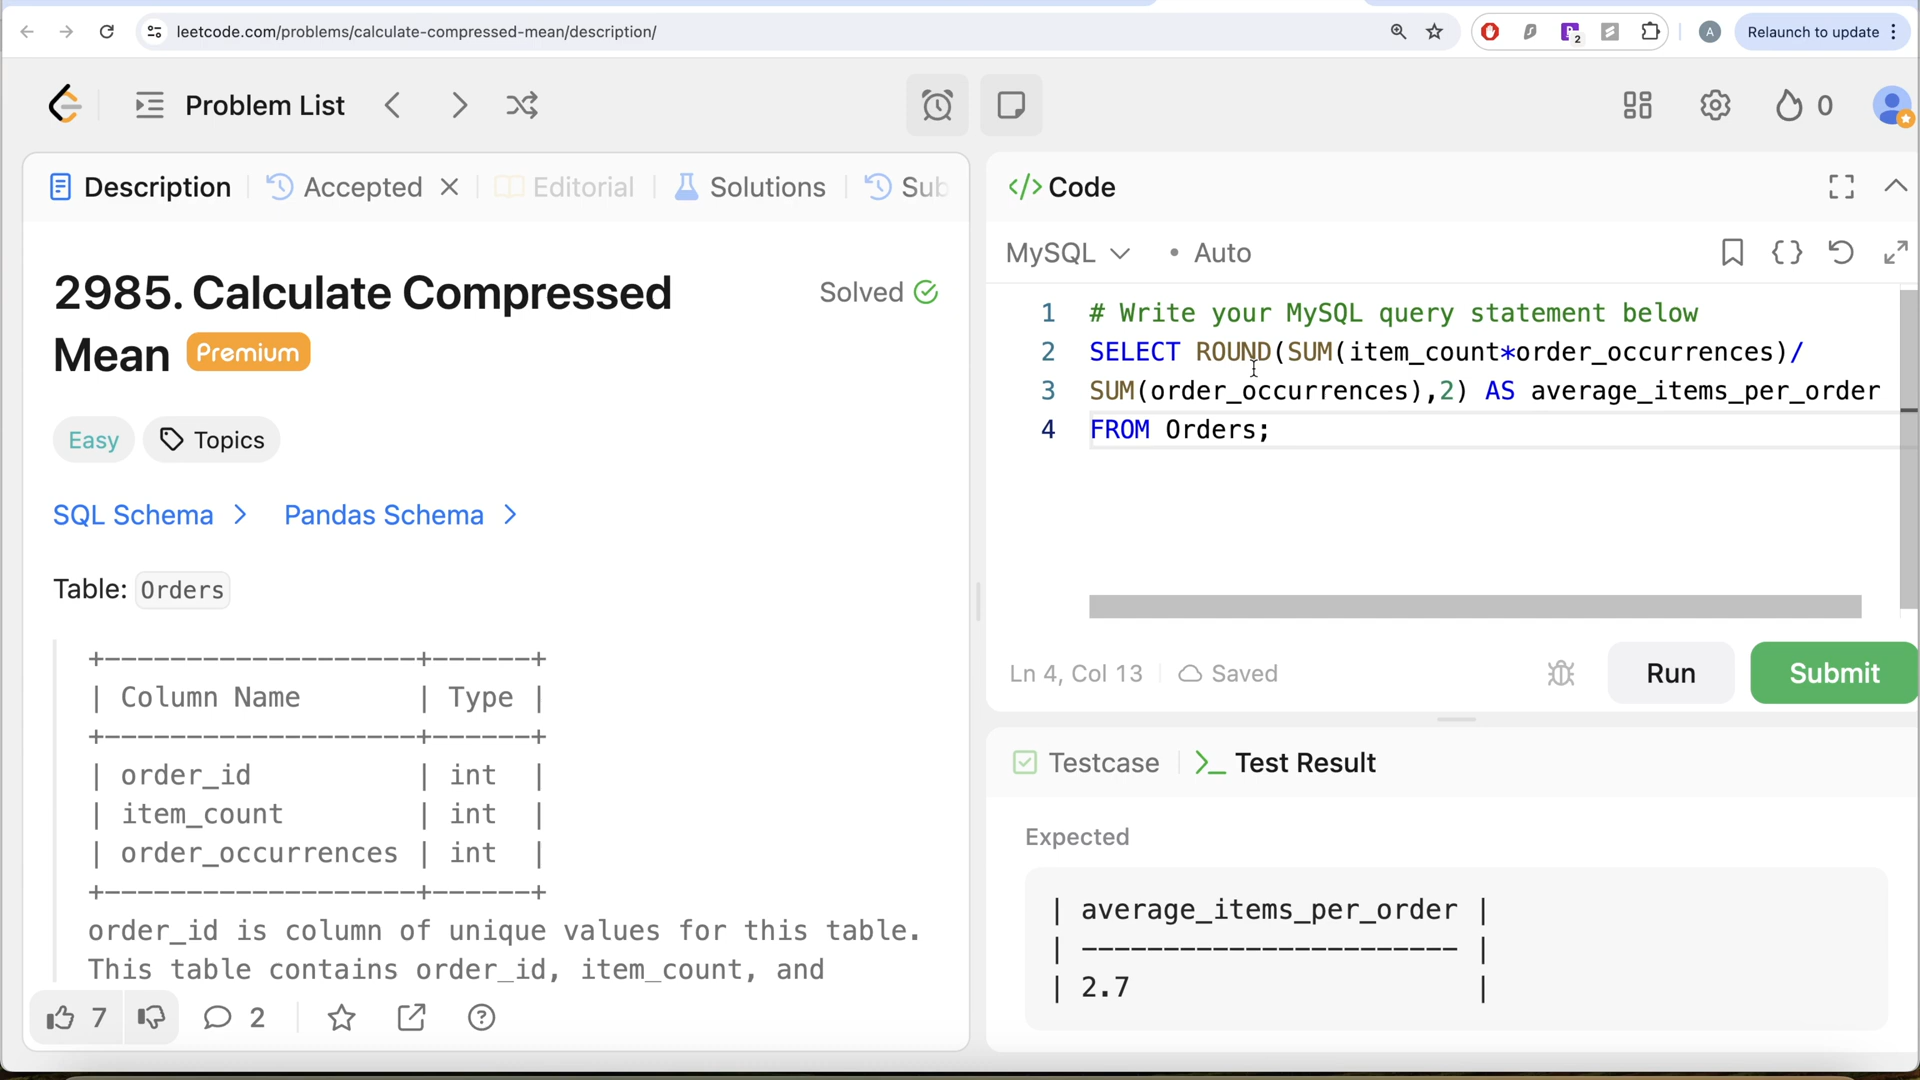 leetcode.com/problems/calculate-compressed-mean/description/
2
A
Relaunch to update
Problem List
0
Description
Accepted
Editorial
Solutions
Sub
2985. Calculate Compressed
Mean
Premium
Solved
Easy
Topics
SQL Schema
Pandas Schema
Table: Orders
+--------------------+------+
| Column Name | Type |
+--------------------+------+
| order_id | int |
| item_count | int |
| order_occurrences | int |
+--------------------+------+
order_id is column of unique values for this table.
This table contains order_id, item_count, and
7
2
</> Code
MySQL
• Auto
1 # Write your MySQL query statement below
2 SELECT ROUND(SUM(item_count*order_occurrences)/
3 SUM(order_occurrences),2) AS average_items_per_order
4 FROM Orders;
Ln 4, Col 13
Saved
Run
Submit
Testcase
Test Result
Expected
| average_items_per_order |
| ----------------------- |
| 2.7 |